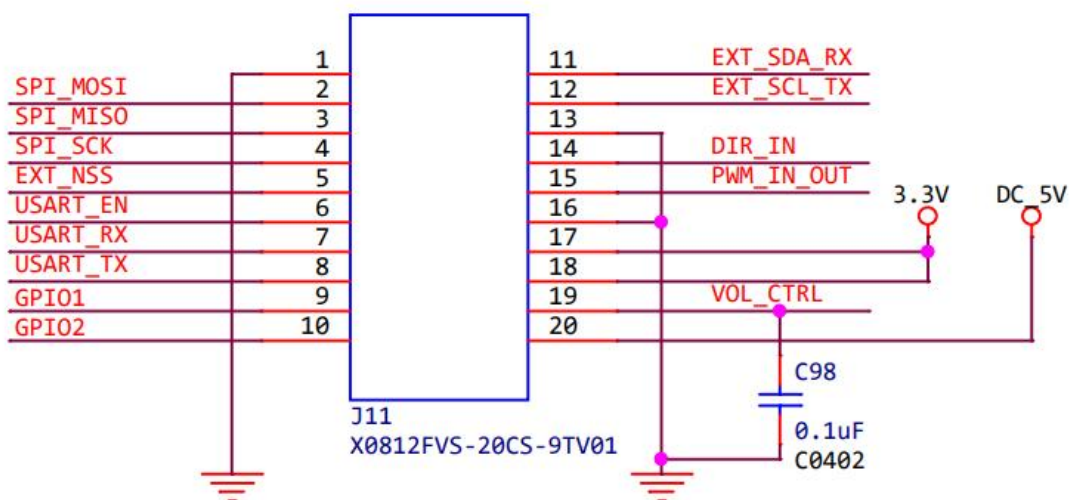 1
SPI_MOSI
2
SPI_MISO
3
SPI_SCK
4
EXT_NSS
5
USART_EN
6
USART_RX
7
USART_TX
8
GPIO1
9
GPIO2
10
11
EXT_SDA_RX
12
EXT_SCL_TX
13
14
DIR_IN
15
PWM_IN_OUT
16
17
18
19
VOL_CTRL
20
3.3V
DC_5V
J11
X0812FVS-20CS-9TV01
C98
0.1uF
C0402